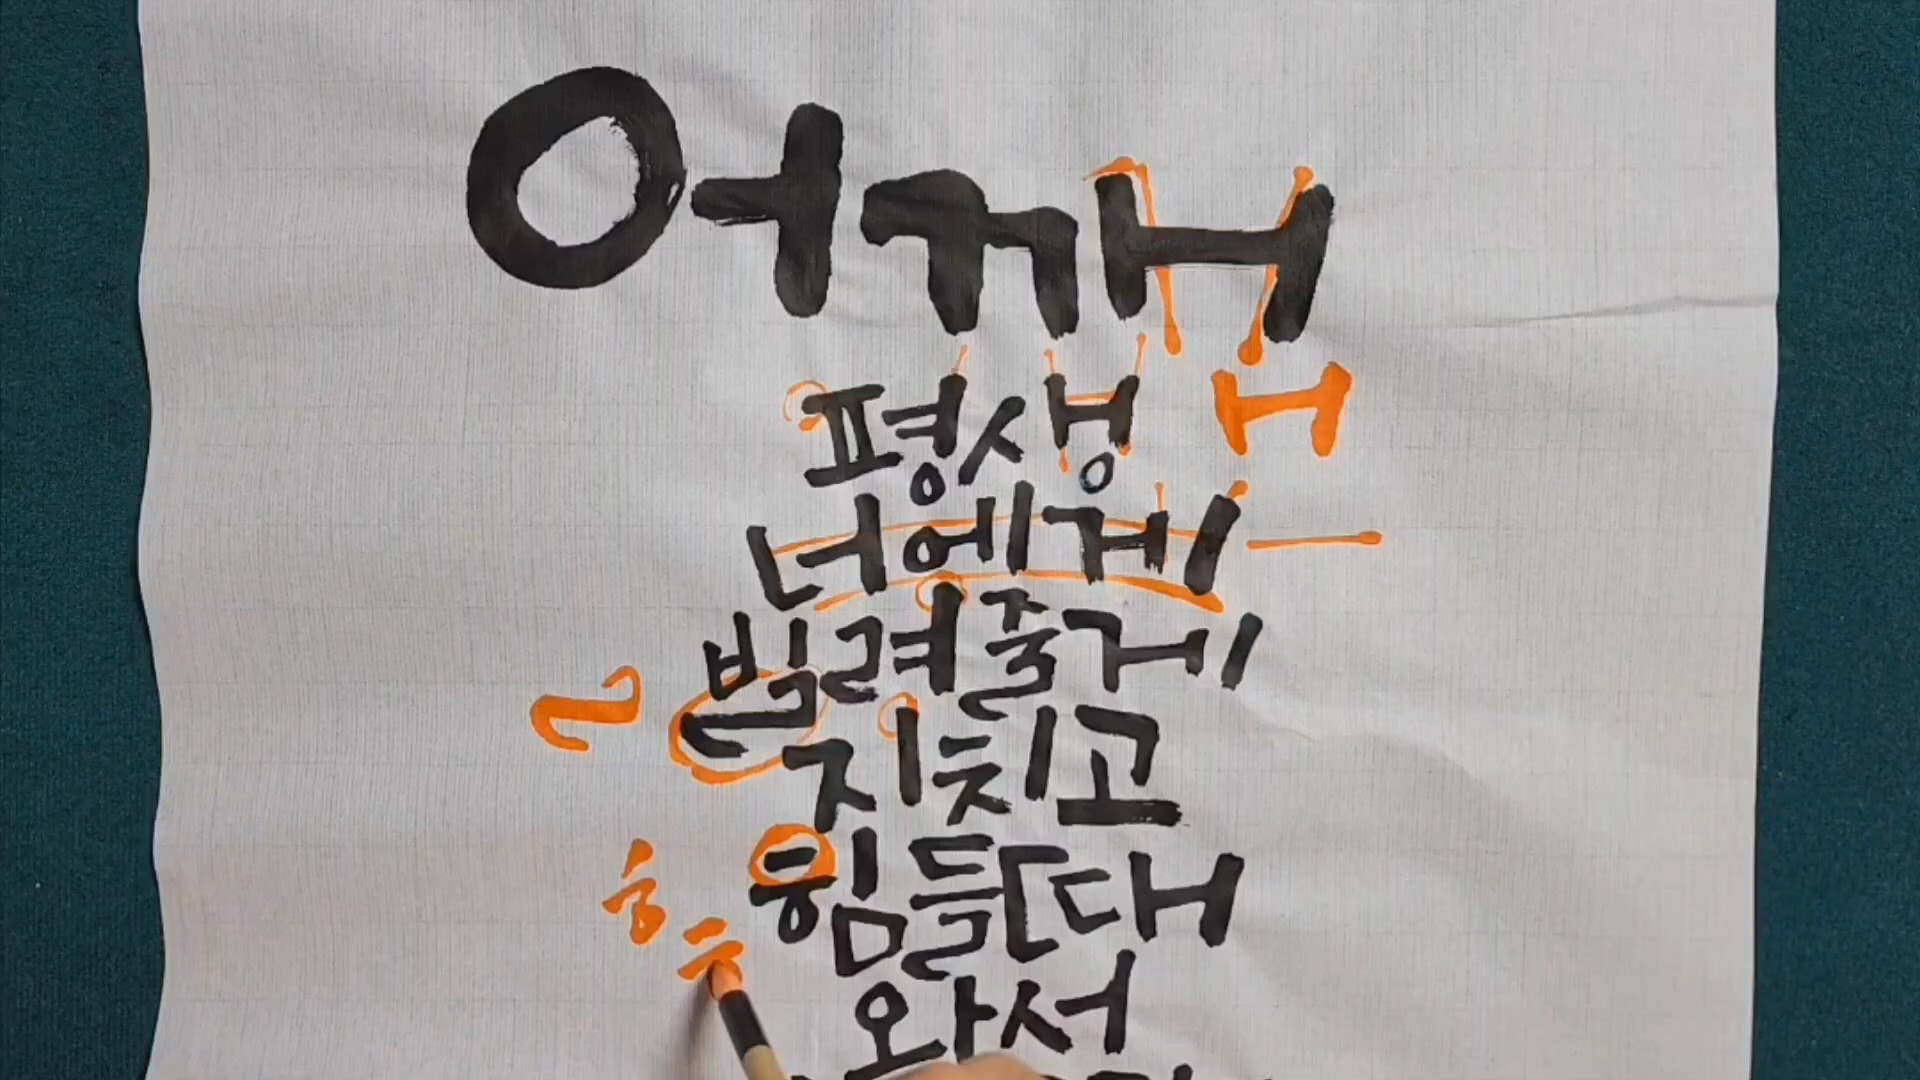 어깨
평생 ㅐ
너에게
빌려줄게
지치고
ㅎ 힘들때
와서